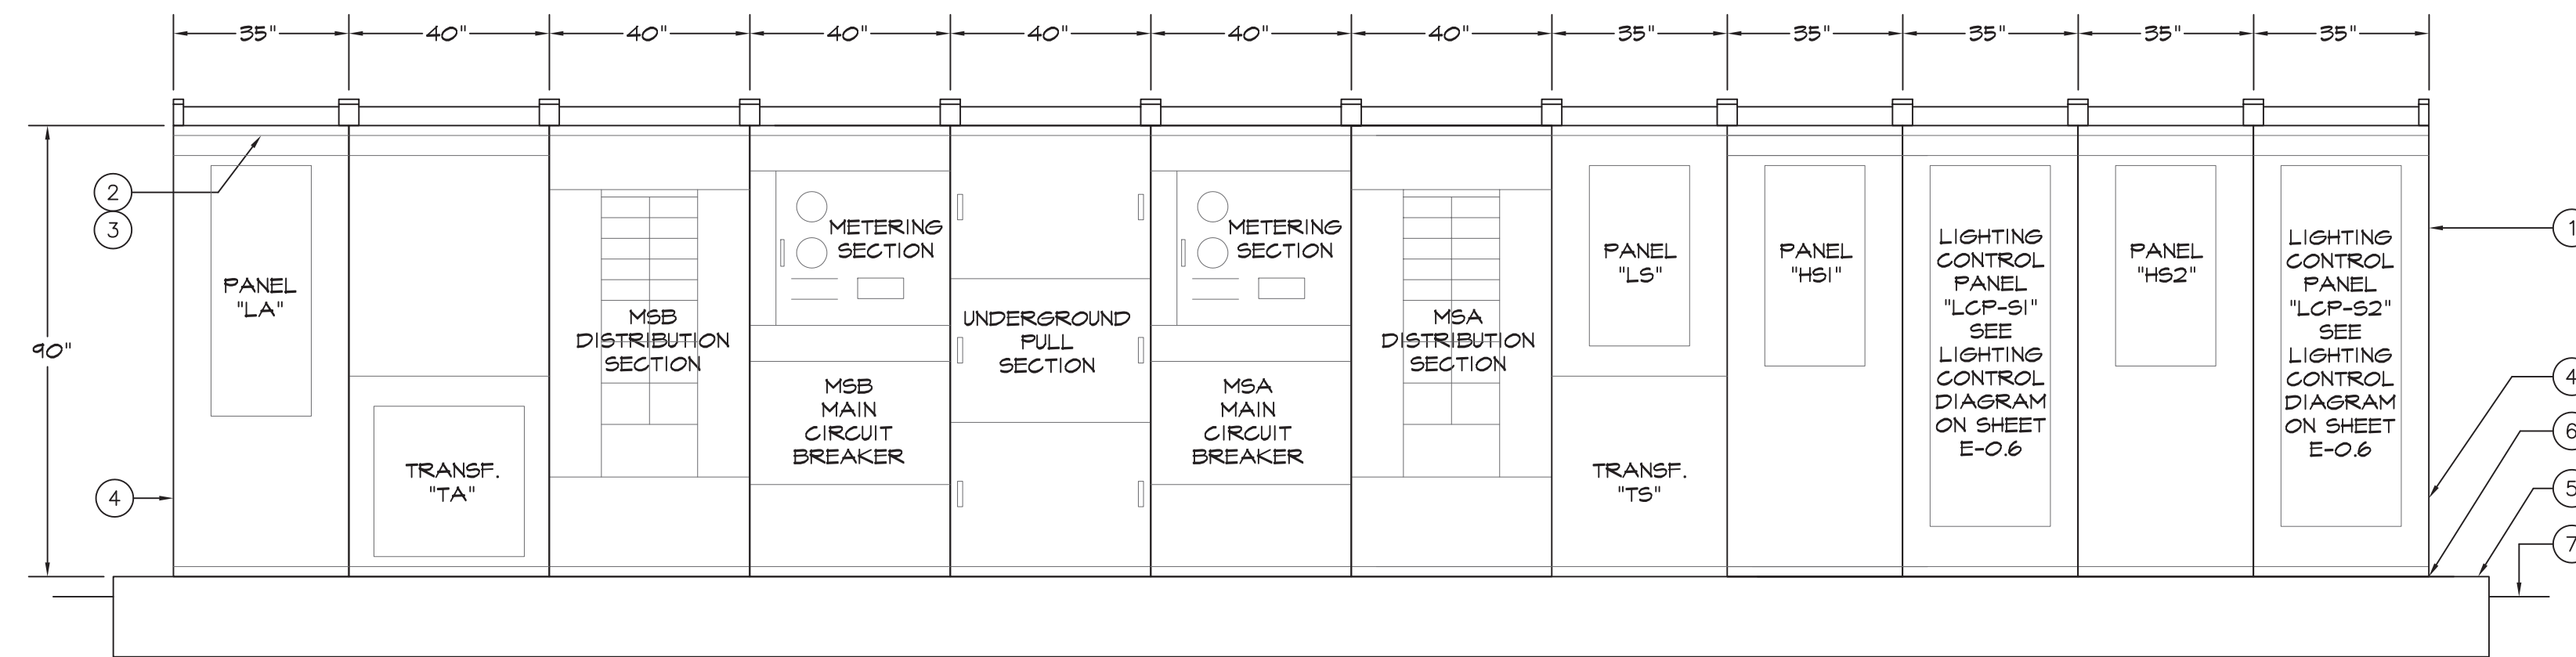 35"
40"
40"
40"
40"
40"
40"
35"
35"
35"
35"
35"
90"
2
3
4
PANEL
"LA"
TRANSF.
"TA"
MSB
DISTRIBUTION
SECTION
METERING
SECTION
MSB
MAIN
CIRCUIT
BREAKER
UNDERGROUND
PULL
SECTION
METERING
SECTION
MSA
MAIN
CIRCUIT
BREAKER
MSA
DISTRIBUTION
SECTION
PANEL
"LS"
TRANSF.
"TS"
PANEL
"HS1"
LIGHTING
CONTROL
PANEL
"LCP-S1"
SEE
LIGHTING
CONTROL
DIAGRAM
ON SHEET
E-0.6
PANEL
"HS2"
LIGHTING
CONTROL
PANEL
"LCP-S2"
SEE
LIGHTING
CONTROL
DIAGRAM
ON SHEET
E-0.6
1
4
6
5
7